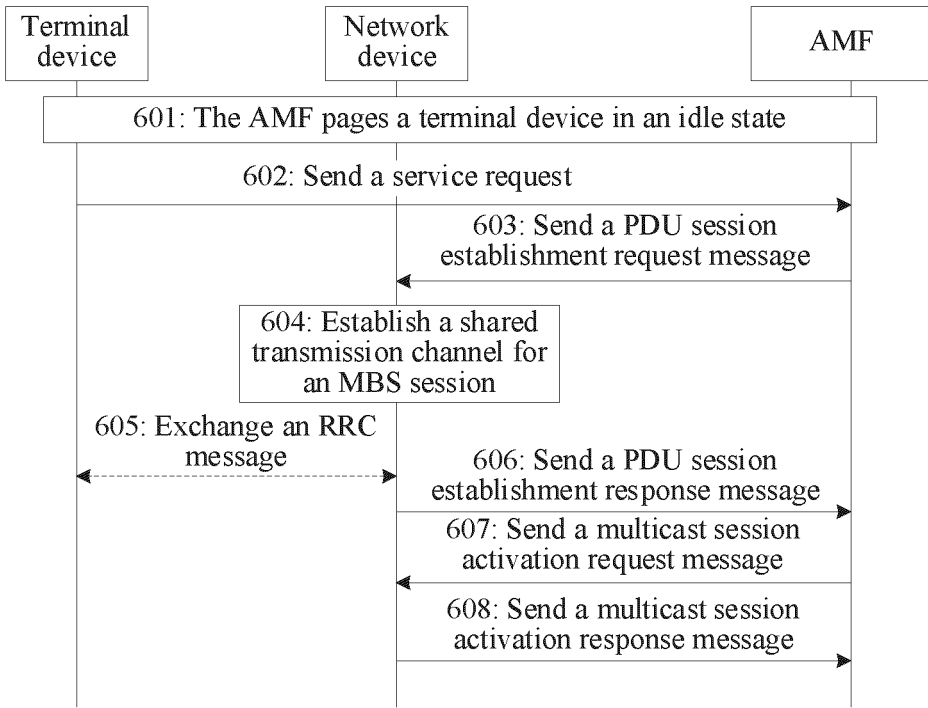 Terminal
device
Network
device
AMF
601: The AMF pages a terminal device in an idle state
602: Send a service request
603: Send a PDU session
establishment request message
604: Establish a shared
transmission channel for
an MBS session
605: Exchange an RRC
message
606: Send a PDU session
establishment response message
607: Send a multicast session
activation request message
608: Send a multicast session
activation response message